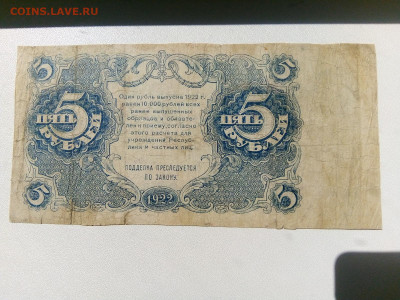 COINS.LAVE.RU
5
5
Один рубль выпуска 1922 г.
равен 10.000 рублей всех
ранее выпущенных
образцов и обязате-
лен к приему, согласно
этого расчета для
учреждений Республ-
ки и частных лиц.
5
ПЯТЬ
РУБЛЕЙ
5
ПЯТЬ
РУБЛЕЙ
ПОДДЕЛКА ПРЕСЛЕДУЕТСЯ
ПО ЗАКОНУ.
5
1922
5